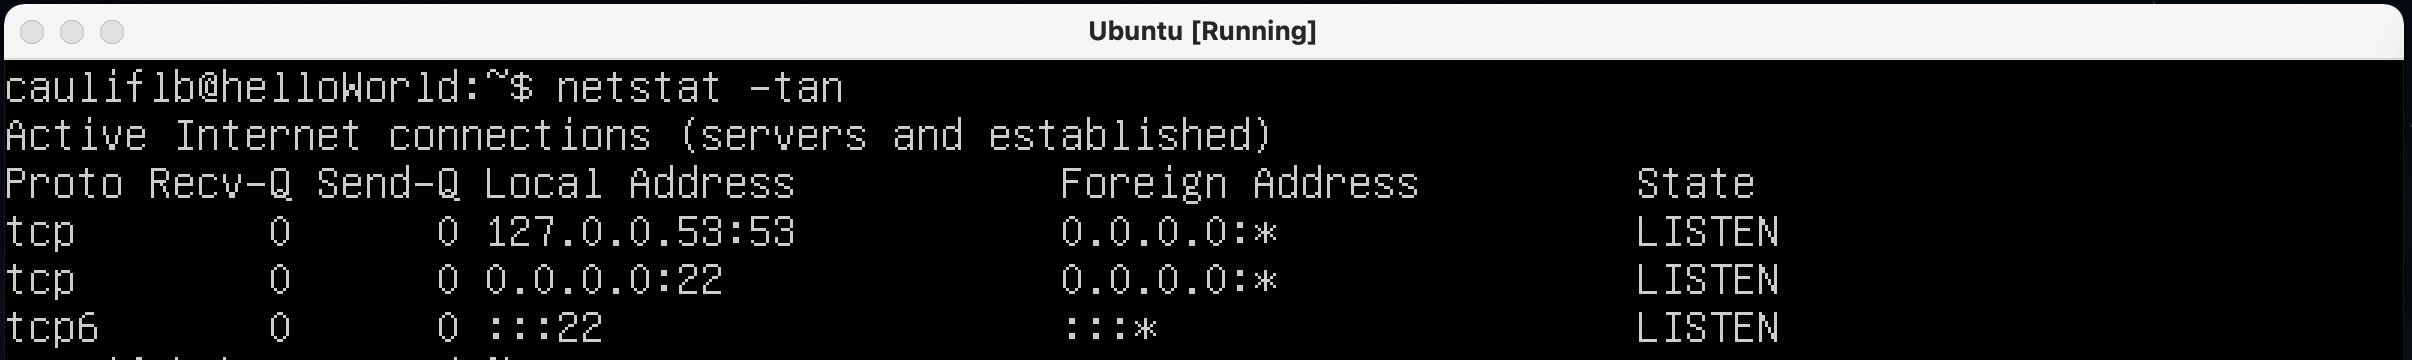 Ubuntu [Running]
cauliflb@helloWorld:~$ netstat -tan
Active Internet connections (servers and established)
Proto Recv-Q Send-Q Local Address           Foreign Address         State
tcp        0      0 127.0.0.53:53           0.0.0.0:*               LISTEN
tcp        0      0 0.0.0.0:22              0.0.0.0:*               LISTEN
tcp6       0      0 :::22                   :::*                    LISTEN